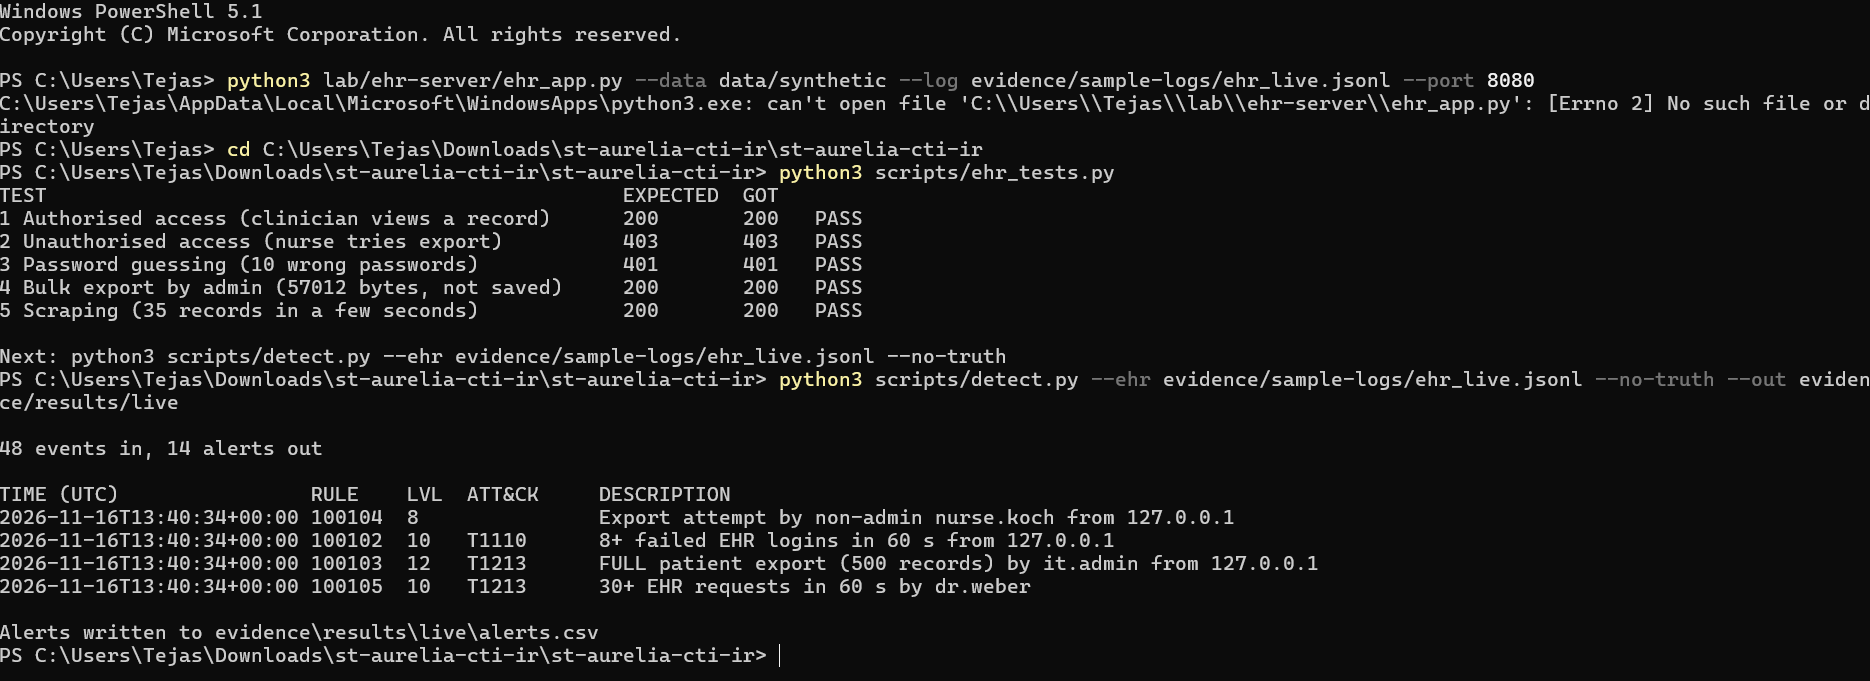 Windows PowerShell 5.1
Copyright (C) Microsoft Corporation. All rights reserved.
PS C:\Users\Tejas> python3 lab/ehr-server/ehr_app.py --data data/synthetic --log evidence/sample-logs/ehr_live.jsonl --port 8080
C:\Users\Tejas\AppData\Local\Microsoft\WindowsApps\python3.exe: can't open file 'C:\\Users\\Tejas\\lab\\ehr-server\\ehr_app.py': [Errno 2] No such file or d
irectory
PS C:\Users\Tejas> cd C:\Users\Tejas\Downloads\st-aurelia-cti-ir\st-aurelia-cti-ir
PS C:\Users\Tejas\Downloads\st-aurelia-cti-ir\st-aurelia-cti-ir> python3 scripts/ehr_tests.py
TEST EXPECTED GOT
1 Authorised access (clinician views a record) 200 200 PASS
2 Unauthorised access (nurse tries export) 403 403 PASS
3 Password guessing (10 wrong passwords) 401 401 PASS
4 Bulk export by admin (57012 bytes, not saved) 200 200 PASS
5 Scraping (35 records in a few seconds) 200 200 PASS
Next: python3 scripts/detect.py --ehr evidence/sample-logs/ehr_live.jsonl --no-truth
PS C:\Users\Tejas\Downloads\st-aurelia-cti-ir\st-aurelia-cti-ir> python3 scripts/detect.py --ehr evidence/sample-logs/ehr_live.jsonl --no-truth --out eviden
ce/results/live
48 events in, 14 alerts out
TIME (UTC) RULE LVL ATT&CK DESCRIPTION
2026-11-16T13:40:34+00:00 100104 8 Export attempt by non-admin nurse.koch from 127.0.0.1
2026-11-16T13:40:34+00:00 100102 10 T1110 8+ failed EHR logins in 60 s from 127.0.0.1
2026-11-16T13:40:34+00:00 100103 12 T1213 FULL patient export (500 records) by it.admin from 127.0.0.1
2026-11-16T13:40:34+00:00 100105 10 T1213 30+ EHR requests in 60 s by dr.weber
Alerts written to evidence\results\live\alerts.csv
PS C:\Users\Tejas\Downloads\st-aurelia-cti-ir\st-aurelia-cti-ir>